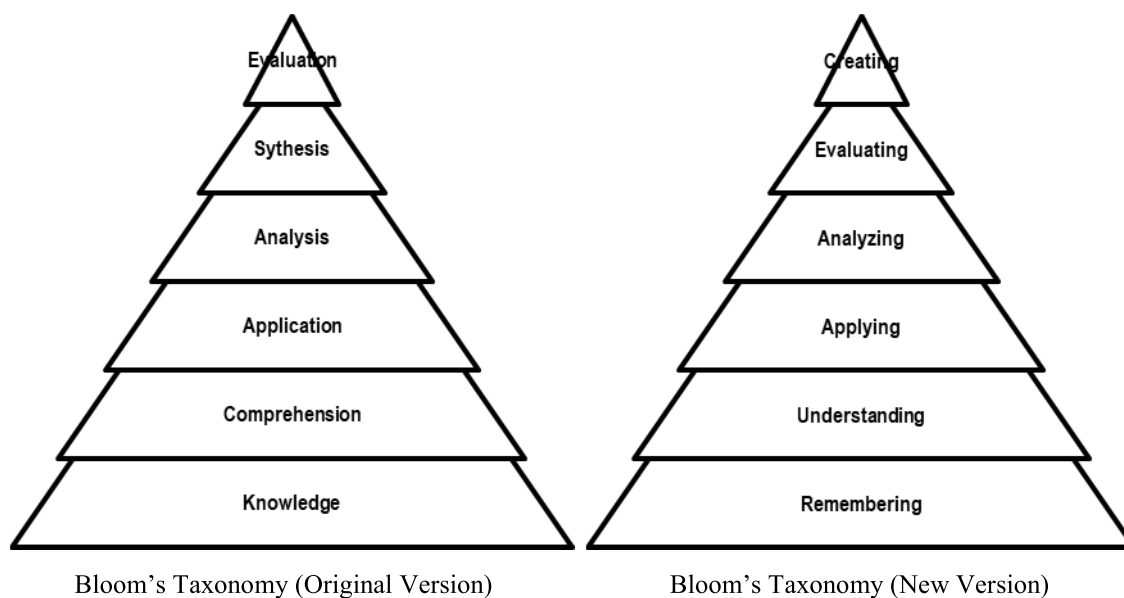 Evaluation
Sythesis
Analysis
Application
Comprehension
Knowledge
Bloom's Taxonomy (Original Version)
Creating
Evaluating
Analyzing
Applying
Understanding
Remembering
Bloom's Taxonomy (New Version)